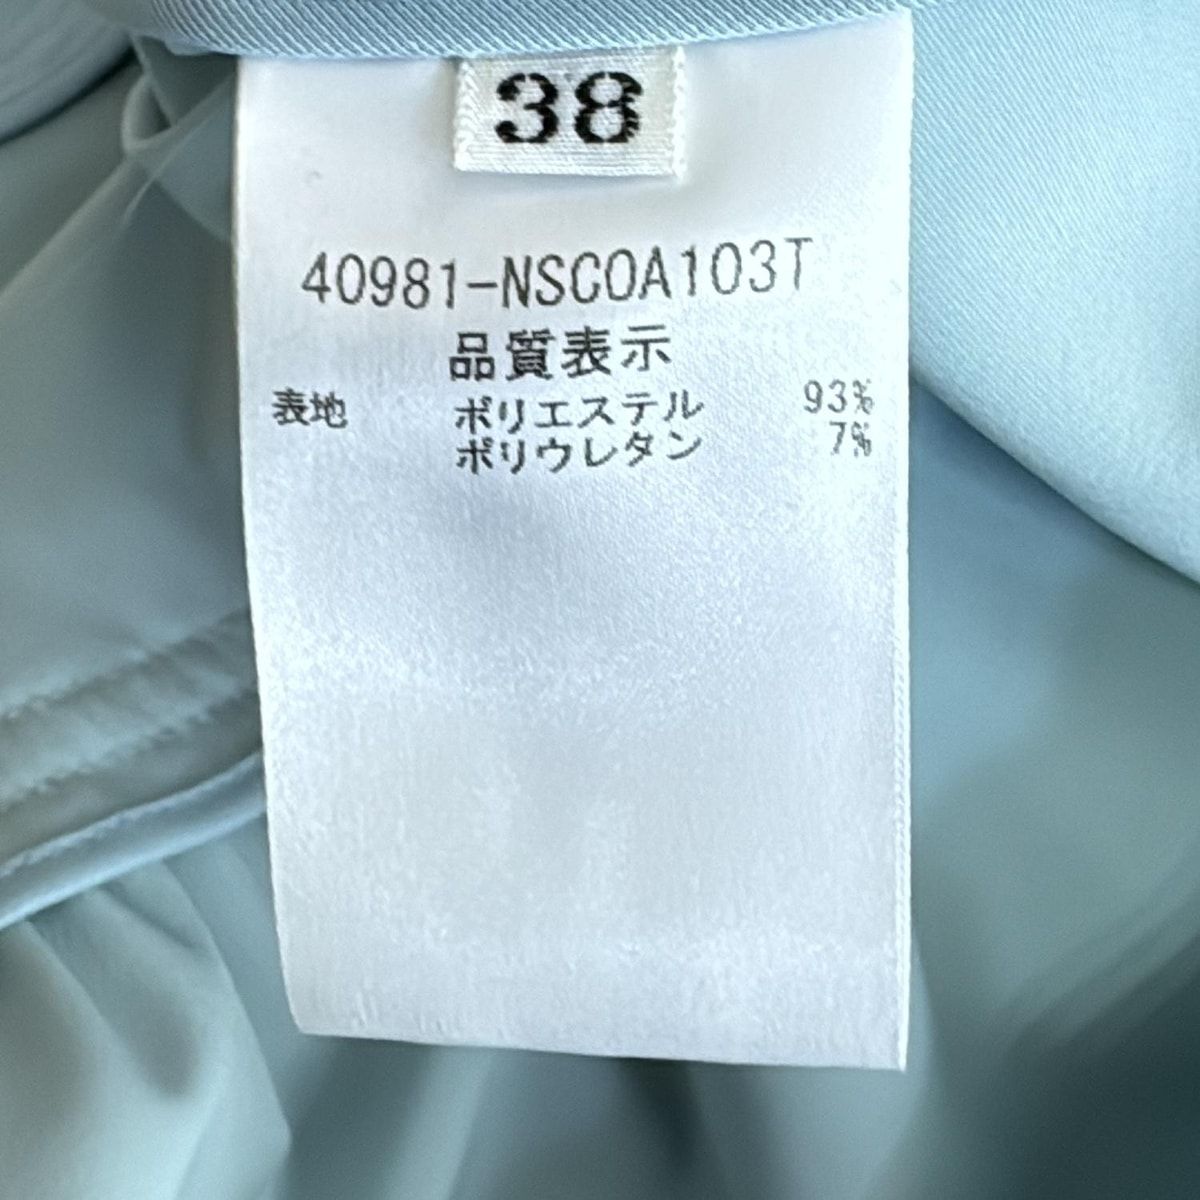 38
40981-NSCOA103T
品質表示
表地 ポリエステル 93%
ポリウレタン 7%